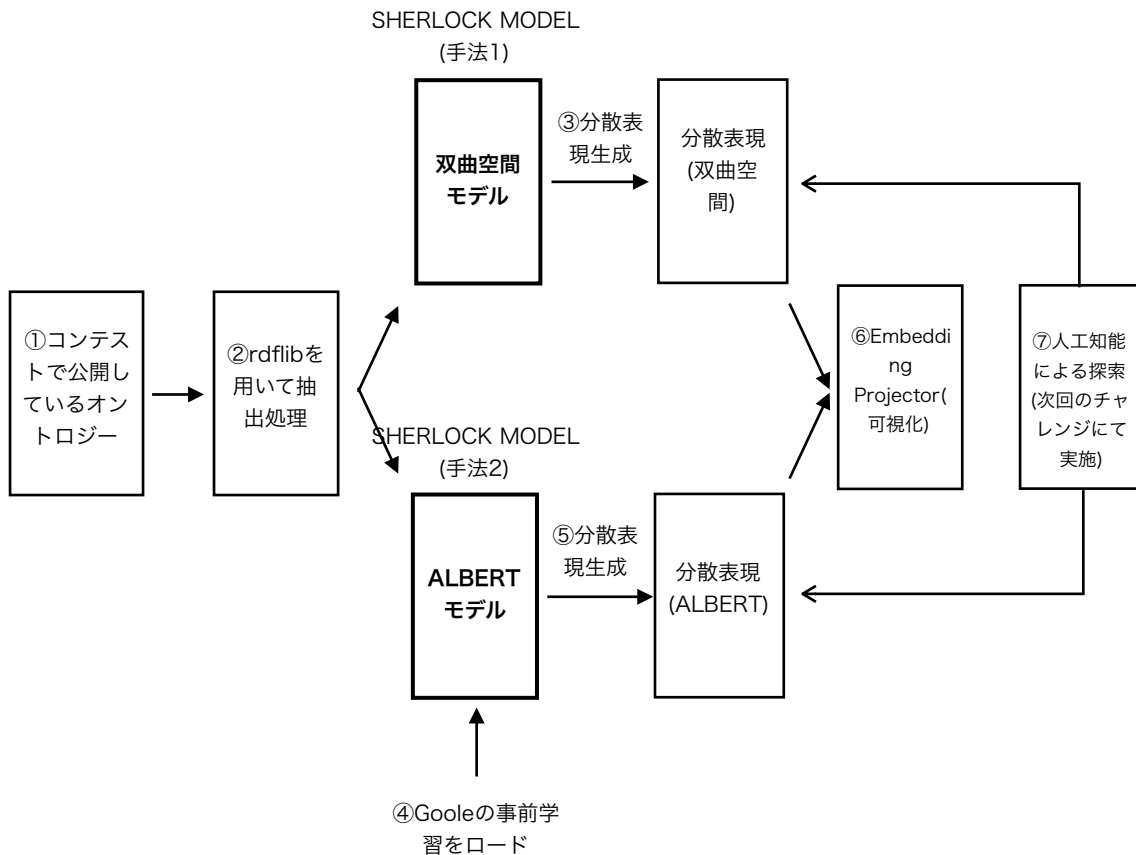 SHERLOCK MODEL
(手法1)
双曲空間
モデル
③分散表
現生成
分散表現
(双曲空
間)
①コンテス
トで公開し
ているオン
トロジー
②rdflibを
用いて抽
出処理
⑥Embeddi
ng
Projector(
可視化)
⑦人工知能
による探索
(次回のチャ
レンジにて
実施)
SHERLOCK MODEL
(手法2)
ALBERT
モデル
⑤分散表
現生成
分散表現
(ALBERT)
④Gooleの事前学
習をロード